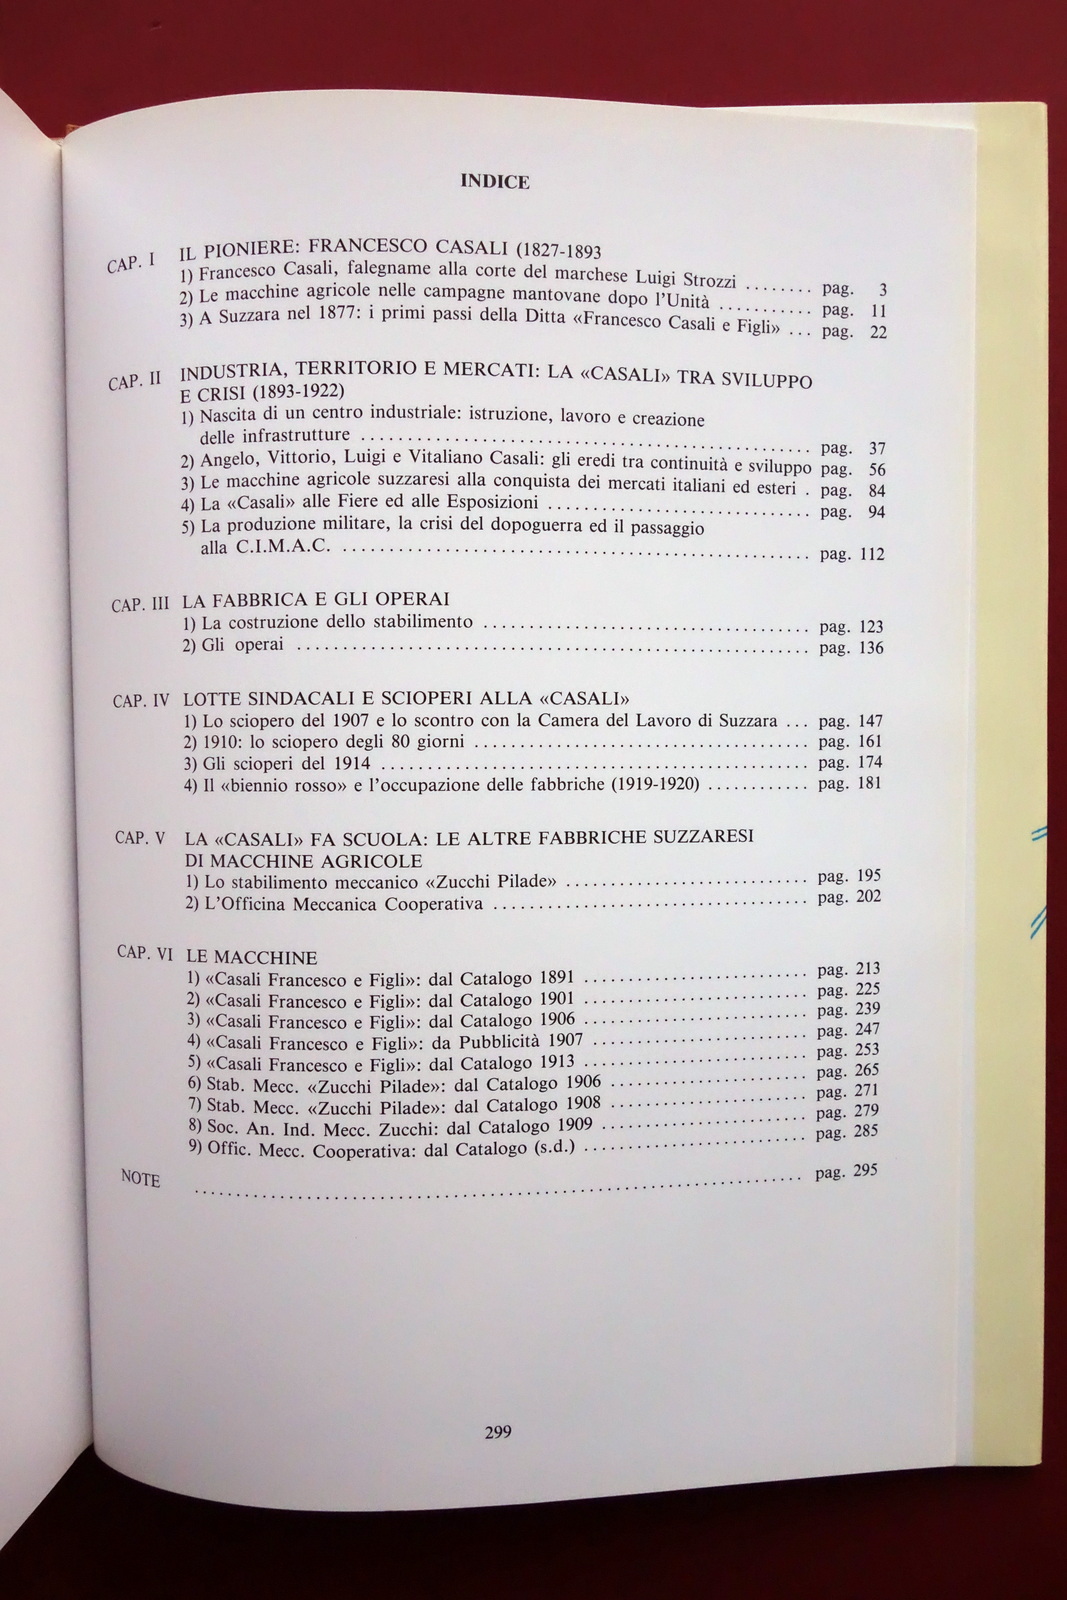 INDICE
CAP. I IL PIONIERE: FRANCESCO CASALI (1827-1893
1) Francesco Casali, falegname alla corte del marchese Luigi Strozzi ........ pag. 3
2) Le macchine agricole nelle campagne mantovane dopo l'Unità ........... pag. 11
3) A Suzzara nel 1877: i primi passi della Ditta «Francesco Casali e Figli» ... pag. 22
CAP. II INDUSTRIA, TERRITORIO E MERCATI: LA «CASALI» TRA SVILUPPO
E CRISI (1893-1922)
1) Nascita di un centro industriale: istruzione, lavoro e creazione
delle infrastrutture ................................................ pag. 37
2) Angelo, Vittorio, Luigi e Vitaliano Casali: gli eredi tra continuità e sviluppo pag. 56
3) Le macchine agricole suzzaresi alla conquista dei mercati italiani ed esteri . pag. 84
4) La «Casali» alle Fiere ed alle Esposizioni ............................ pag. 94
5) La produzione militare, la crisi del dopoguerra ed il passaggio
alla C.I.M.A.C. .................................................. pag. 112
CAP. III LA FABBRICA E GLI OPERAI
1) La costruzione dello stabilimento ................................... pag. 123
2) Gli operai ....................................................... pag. 136
CAP. IV LOTTE SINDACALI E SCIOPERI ALLA «CASALI»
1) Lo sciopero del 1907 e lo scontro con la Camera del Lavoro di Suzzara ... pag. 147
2) 1910: lo sciopero degli 80 giorni .................................... pag. 161
3) Gli scioperi del 1914 .............................................. pag. 174
4) Il «biennio rosso» e l'occupazione delle fabbriche (1919-1920) ........... pag. 181
CAP. V LA «CASALI» FA SCUOLA: LE ALTRE FABBRICHE SUZZARESI
DI MACCHINE AGRICOLE
1) Lo stabilimento meccanico «Zucchi Pilade» .......................... pag. 195
2) L'Officina Meccanica Cooperativa .................................. pag. 202
CAP. VI LE MACCHINE
1) «Casali Francesco e Figli»: dal Catalogo 1891 ........................ pag. 213
2) «Casali Francesco e Figli»: dal Catalogo 1901 ........................ pag. 225
3) «Casali Francesco e Figli»: dal Catalogo 1906 ........................ pag. 239
4) «Casali Francesco e Figli»: da Pubblicità 1907 ....................... pag. 247
5) «Casali Francesco e Figli»: dal Catalogo 1913 ........................ pag. 253
6) Stab. Mecc. «Zucchi Pilade»: dal Catalogo 1906 ..................... pag. 265
7) Stab. Mecc. «Zucchi Pilade»: dal Catalogo 1908 ..................... pag. 271
8) Soc. An. Ind. Mecc. Zucchi: dal Catalogo 1909 ...................... pag. 279
9) Offic. Mecc. Cooperativa: dal Catalogo (s.d.) ........................ pag. 285
NOTE .................................................................. pag. 295
299